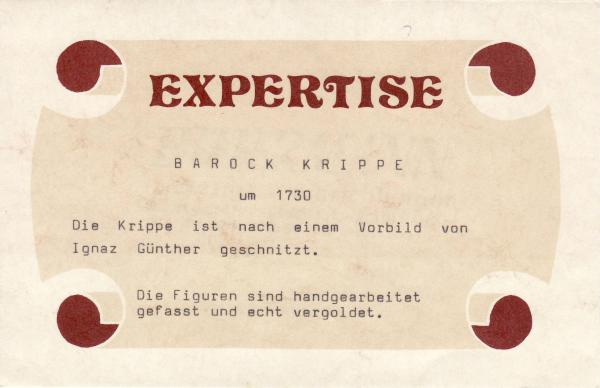 EXPERTISE
BAROCK KRIPPE
um 1730
Die Krippe ist nach einem Vorbild von
Ignaz Günther geschnitzt.
Die Figuren sind handgearbeitet
gefasst und echt vergoldet.